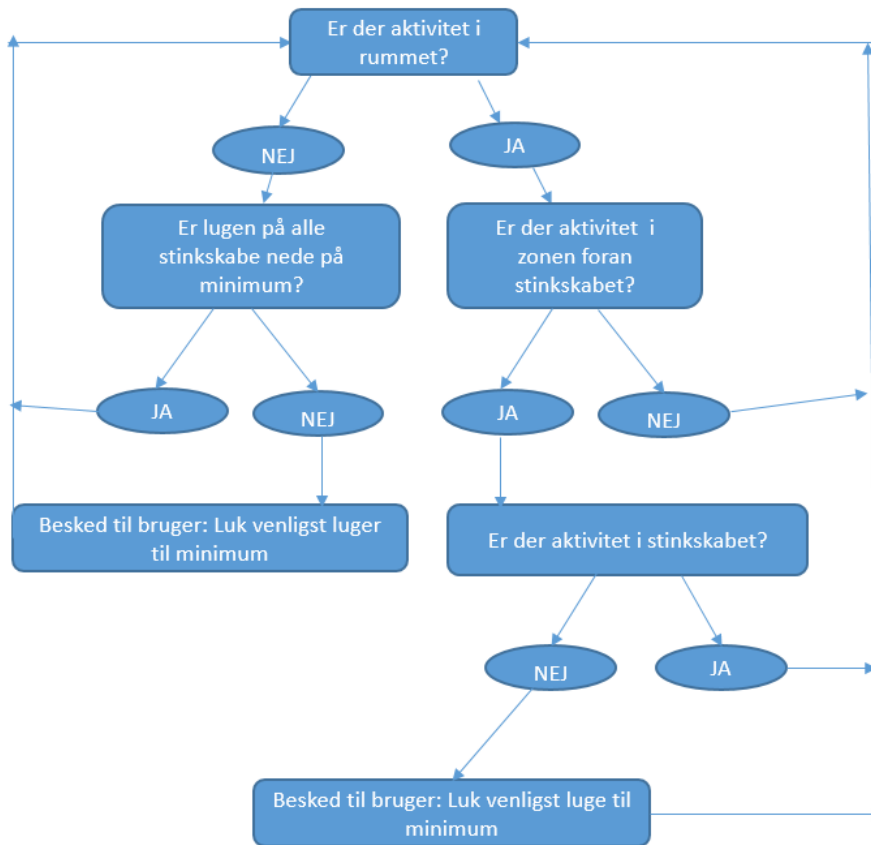 Er der aktivitet i
rummet?
NEJ
JA
Er lugen på alle
stinkskabe nede på
minimum?
Er der aktivitet i
zonen foran
stinkskabet?
JA
NEJ
JA
NEJ
Besked til bruger: Luk venligst luger
til minimum
Er der aktivitet i stinkskabet?
NEJ
JA
Besked til bruger: Luk venligst luge til
minimum